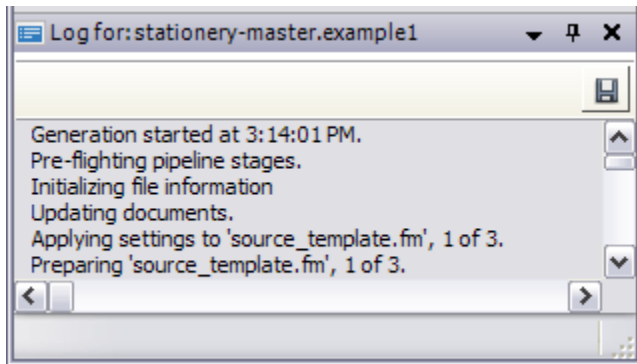 Log for: stationery-master.example1
Generation started at 3:14:01 PM.
Pre-flighting pipeline stages.
Initializing file information
Updating documents.
Applying settings to 'source_template.fm', 1 of 3.
Preparing 'source_template.fm', 1 of 3.